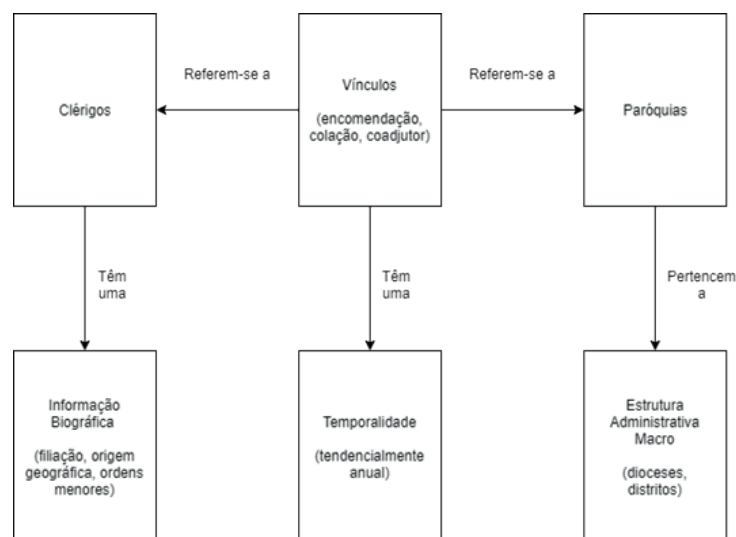 Referem-se a
Referem-se a
Clérigos
Vínculos
(encomendação,
colação, coadjutor)
Paróquias
Têm
uma
Têm
uma
Pertencem
a
Informação
Biográfica
(filiação, origem
geográfica, ordens
menores)
Temporalidade
(tendencialmente
anual)
Estrutura
Administrativa
Macro
(dioceses,
distritos)